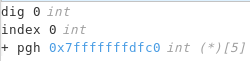 dig 0 int
index 0 int
+ pgh 0x7fffffffdfc0 int (*)[5]